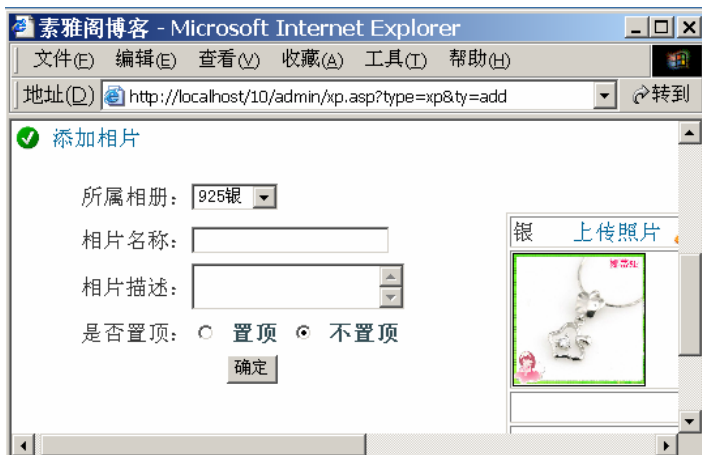 素雅阁博客 - Microsoft Internet Explorer
文件(F) 编辑(E) 查看(V) 收藏(A) 工具(T) 帮助(H)
地址(D) http://localhost/10/admin/xp.asp?type=xp&ty=add 转到
添加相片
所属相册： 925银
银 上传照片
相片名称：
相片描述：
是否置顶： 置顶 不置顶
确定